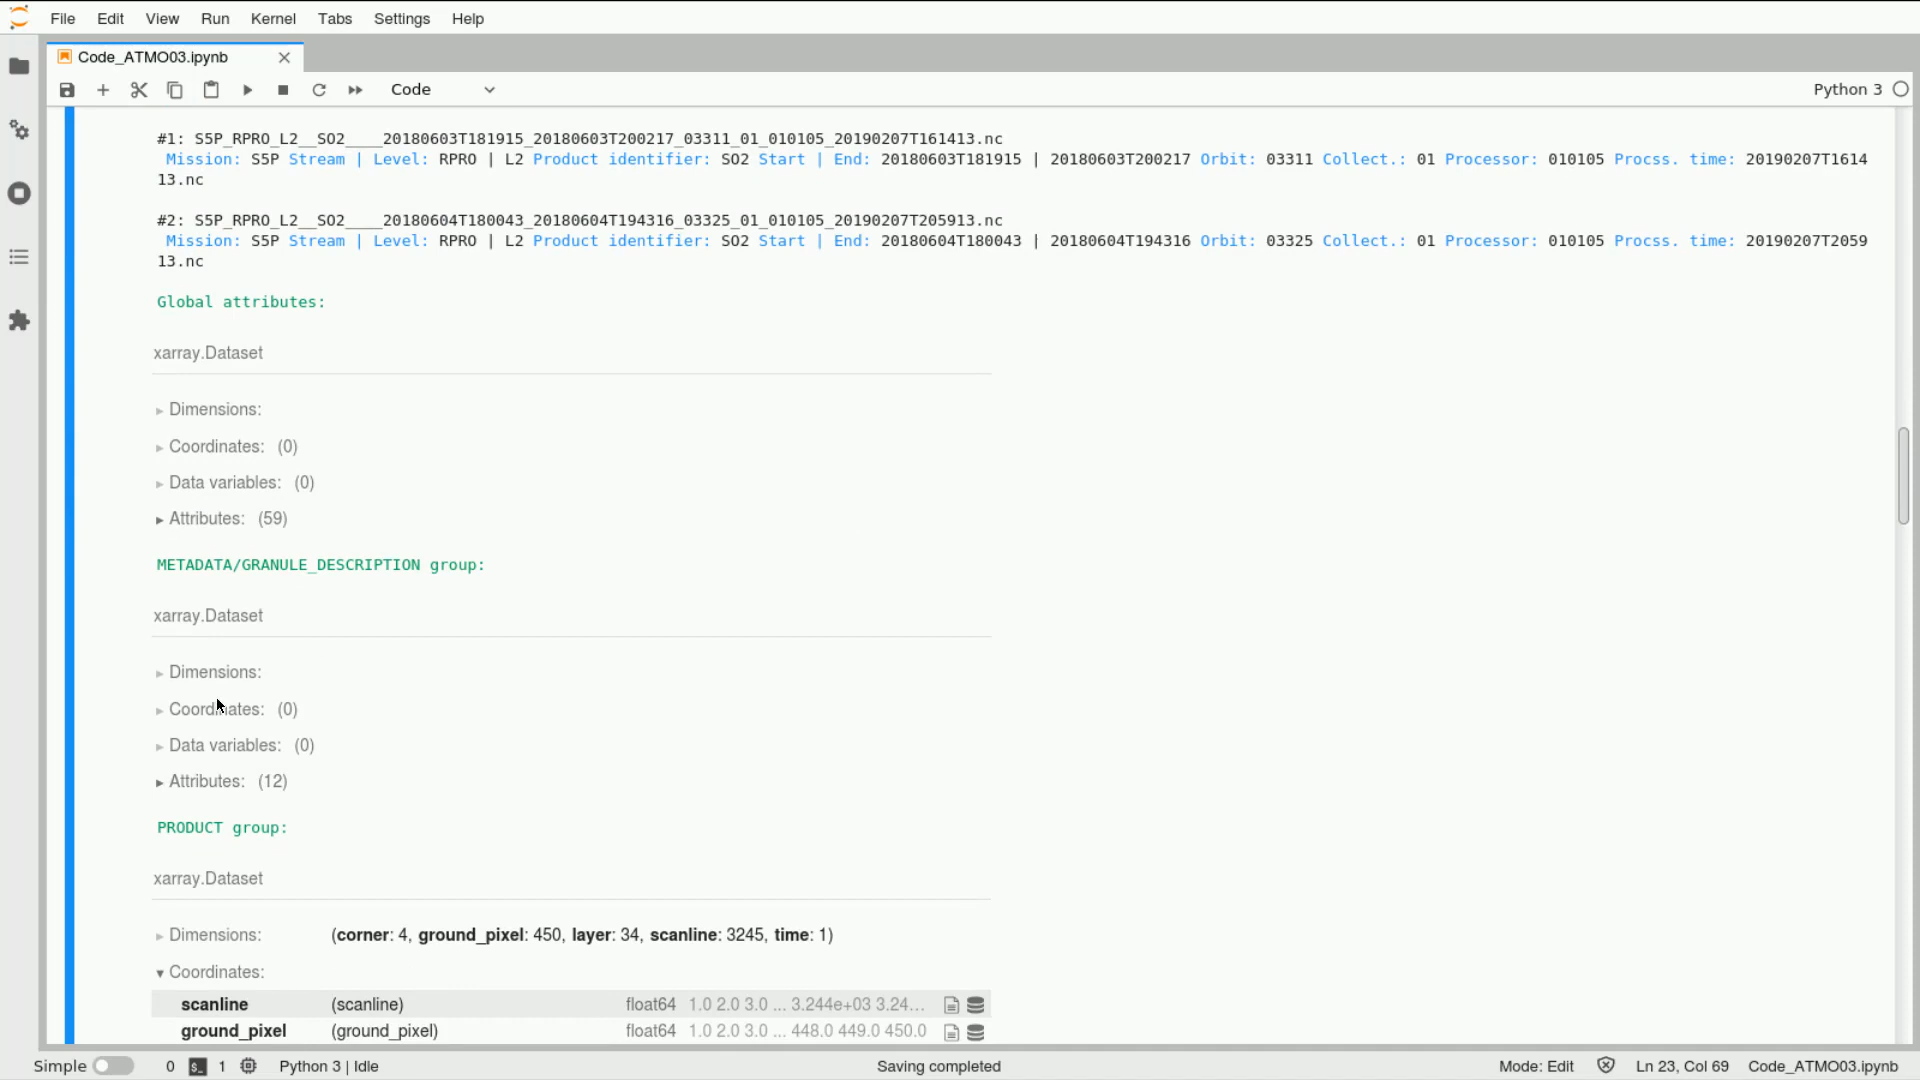 File Edit View Run Kernel Tabs Settings Help
Code_ATMO03.ipynb
Code
Python 3
#1: S5P_RPRO_L2__SO2____20180603T181915_20180603T200217_03311_01_010105_20190207T161413.nc
Mission: S5P Stream | Level: RPRO | L2 Product identifier: SO2 Start | End: 20180603T181915 | 20180603T200217 Orbit: 03311 Collect.: 01 Processor: 010105 Procss. time: 20190207T1614
13.nc
#2: S5P_RPRO_L2__SO2____20180604T180043_20180604T194316_03325_01_010105_20190207T205913.nc
Mission: S5P Stream | Level: RPRO | L2 Product identifier: SO2 Start | End: 20180604T180043 | 20180604T194316 Orbit: 03325 Collect.: 01 Processor: 010105 Procss. time: 20190207T2059
13.nc
Global attributes:
xarray.Dataset
Dimensions:
Coordinates: (0)
Data variables: (0)
Attributes: (59)
METADATA/GRANULE_DESCRIPTION group:
xarray.Dataset
Dimensions:
Coordinates: (0)
Data variables: (0)
Attributes: (12)
PRODUCT group:
xarray.Dataset
Dimensions: (corner: 4, ground_pixel: 450, layer: 34, scanline: 3245, time: 1)
Coordinates:
scanline (scanline) float64 1.0 2.0 3.0 ... 3.244e+03 3.24...
ground_pixel (ground_pixel) float64 1.0 2.0 3.0 ... 448.0 449.0 450.0
Simple 0 $_ 1 Python 3 | Idle Saving completed Mode: Edit Ln 23, Col 69 Code_ATMO03.ipynb